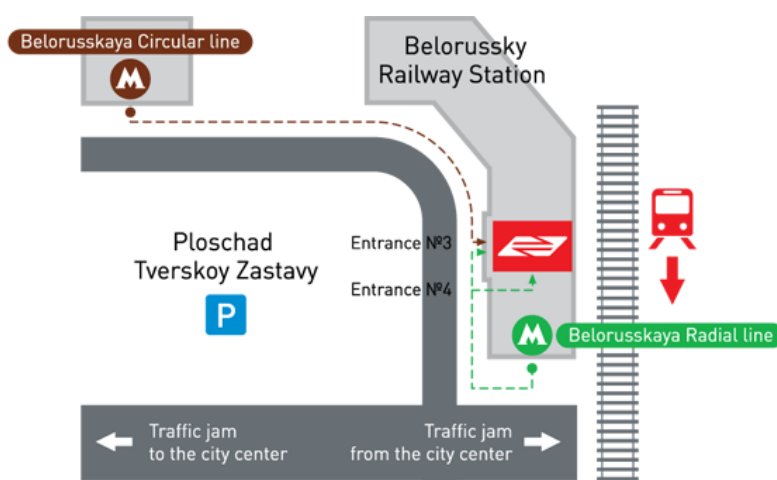 Belorusskaya Circular line
M
Belorussky
Railway Station
Ploschad
Tverskoy Zastavy
P
Entrance №3
Entrance №4
M
Belorusskaya Radial line
Traffic jam
to the city center
Traffic jam
from the city center